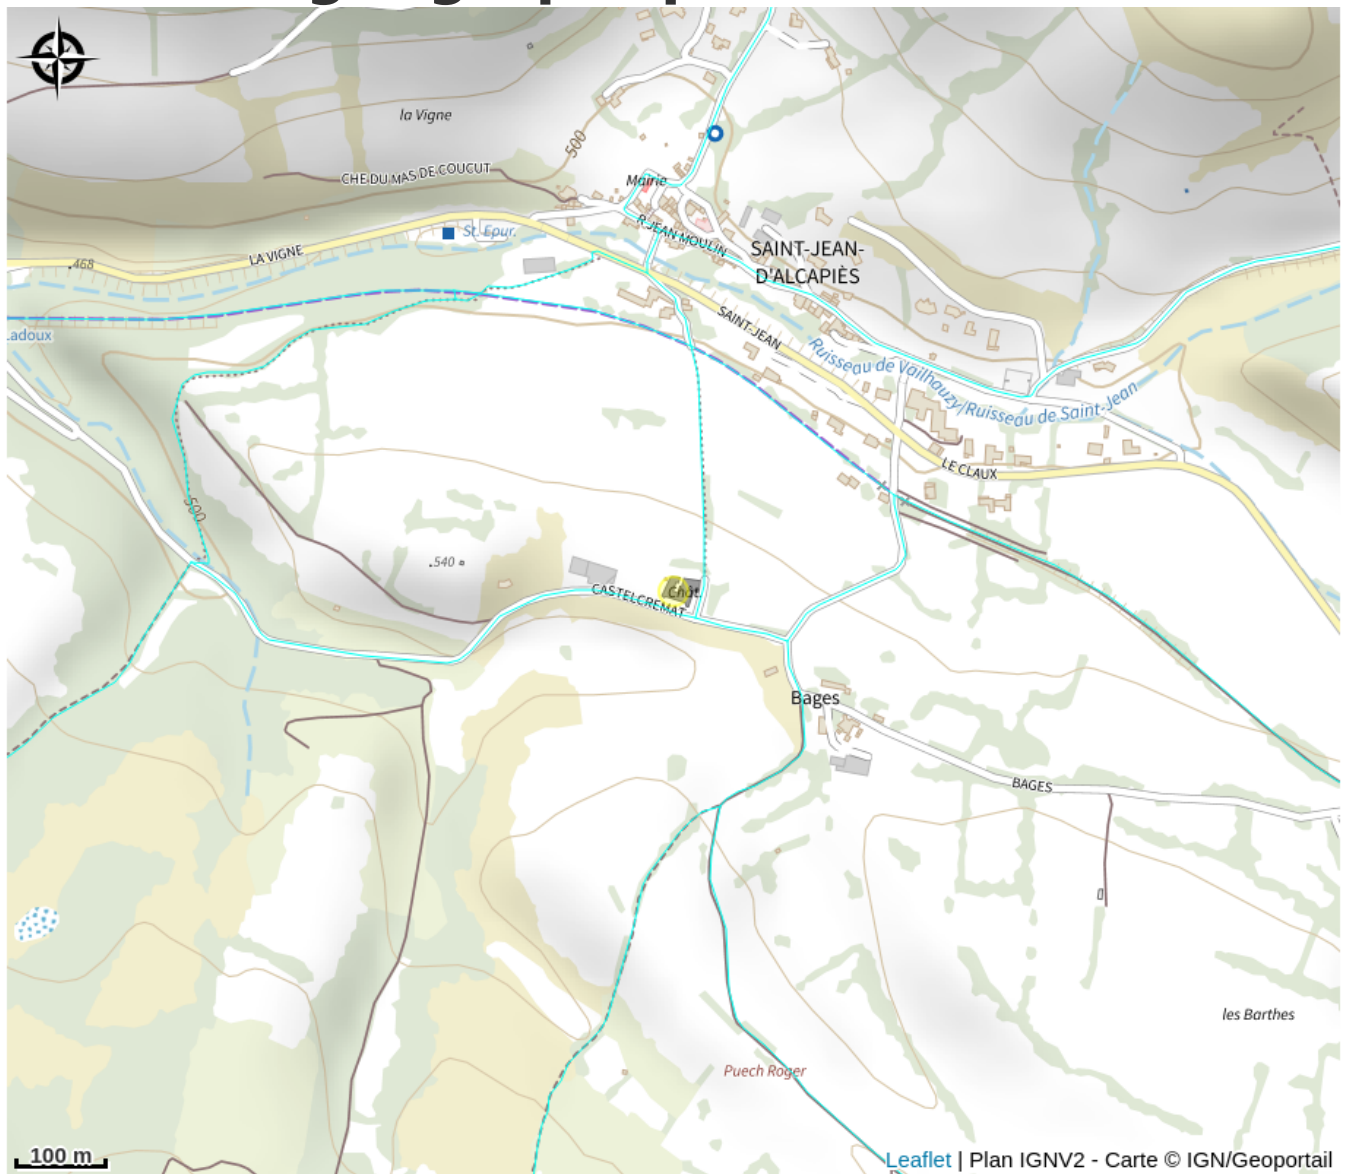 la Vigne
500
CHE DU MAS DE COUCUT
Mairie
R JEAN MOULIN
St. Epur.
SAINT-JEAN-
D'ALCAPIÈS
LA VIGNE
.468
SAINT-JEAN
Ladoux
Ruisseau de Vailhauzy/Ruisseau de Saint-Jean
LE CLAUX
500
.540
CASTELCREMAT
Chât.
Bages
BAGES
les Barthes
Puech Roger
100 m
Leaflet | Plan IGNV2 - Carte © IGN/Geoportail